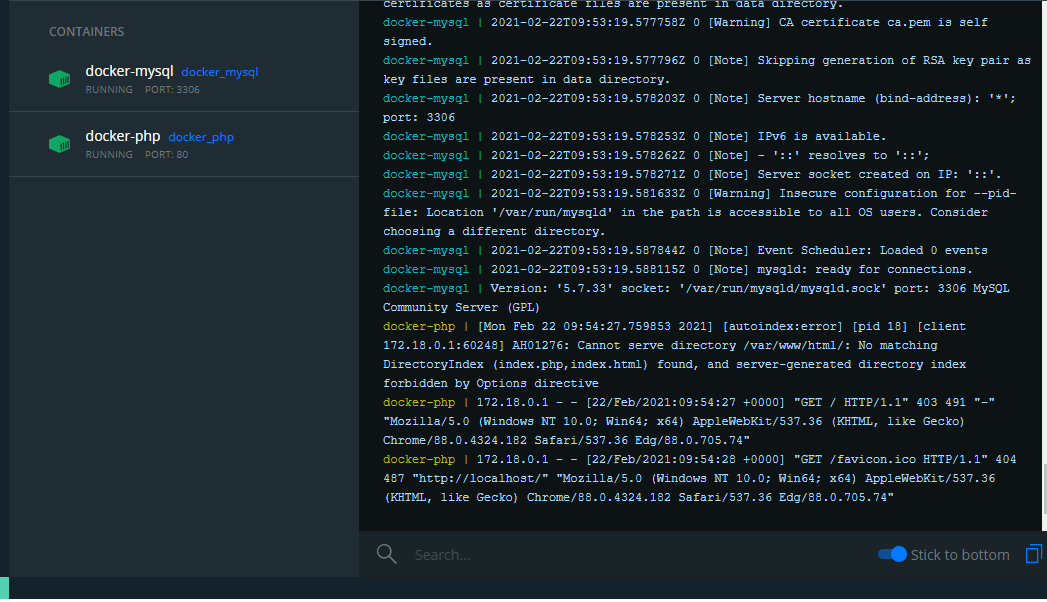 CONTAINERS
docker-mysql docker_mysql
RUNNING PORT: 3306
docker-php docker_php
RUNNING PORT: 80
certificates as certificate files are present in data directory.
docker-mysql | 2021-02-22T09:53:19.577758Z 0 [Warning] CA certificate ca.pem is self
signed.
docker-mysql | 2021-02-22T09:53:19.577796Z 0 [Note] Skipping generation of RSA key pair as
key files are present in data directory.
docker-mysql | 2021-02-22T09:53:19.578203Z 0 [Note] Server hostname (bind-address): '*';
port: 3306
docker-mysql | 2021-02-22T09:53:19.578253Z 0 [Note] IPv6 is available.
docker-mysql | 2021-02-22T09:53:19.578262Z 0 [Note] - '::' resolves to '::';
docker-mysql | 2021-02-22T09:53:19.578271Z 0 [Note] Server socket created on IP: '::'.
docker-mysql | 2021-02-22T09:53:19.581633Z 0 [Warning] Insecure configuration for --pid-
file: Location '/var/run/mysqld' in the path is accessible to all OS users. Consider
choosing a different directory.
docker-mysql | 2021-02-22T09:53:19.587844Z 0 [Note] Event Scheduler: Loaded 0 events
docker-mysql | 2021-02-22T09:53:19.588115Z 0 [Note] mysqld: ready for connections.
docker-mysql | Version: '5.7.33' socket: '/var/run/mysqld/mysqld.sock' port: 3306 MySQL
Community Server (GPL)
docker-php | [Mon Feb 22 09:54:27.759853 2021] [autoindex:error] [pid 18] [client
172.18.0.1:60248] AH01276: Cannot serve directory /var/www/html/: No matching
DirectoryIndex (index.php,index.html) found, and server-generated directory index
forbidden by Options directive
docker-php | 172.18.0.1 - - [22/Feb/2021:09:54:27 +0000] "GET / HTTP/1.1" 403 491 "-"
"Mozilla/5.0 (Windows NT 10.0; Win64; x64) AppleWebKit/537.36 (KHTML, like Gecko)
Chrome/88.0.4324.182 Safari/537.36 Edg/88.0.705.74"
docker-php | 172.18.0.1 - - [22/Feb/2021:09:54:28 +0000] "GET /favicon.ico HTTP/1.1" 404
487 "http://localhost/" "Mozilla/5.0 (Windows NT 10.0; Win64; x64) AppleWebKit/537.36
(KHTML, like Gecko) Chrome/88.0.4324.182 Safari/537.36 Edg/88.0.705.74"
Search...
Stick to bottom